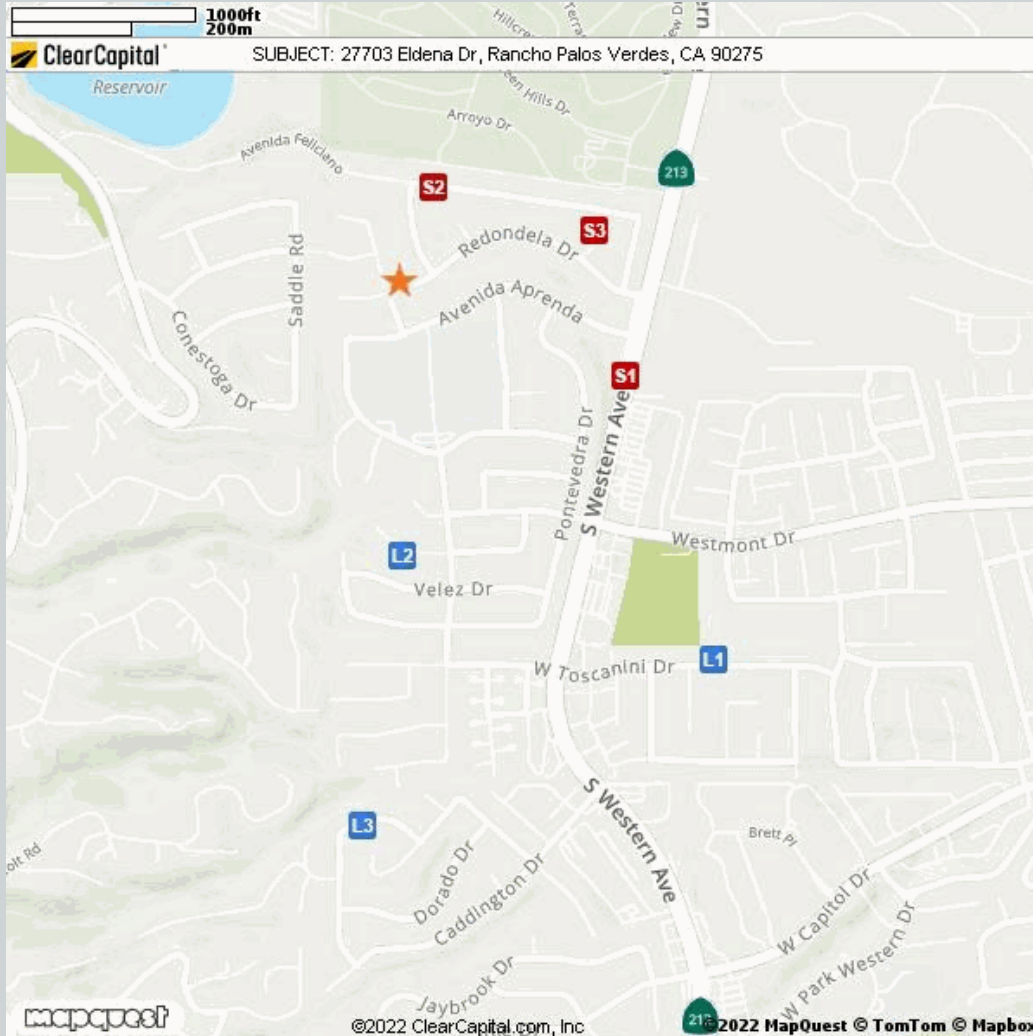 1000ft
200m
ClearCapital
SUBJECT: 27703 Eldena Dr, Rancho Palos Verdes, CA 90275
Reservoir
Arroyo Dr
Avenida Feliciano
213
S2
S3
Redondela Dr
Saddle Rd
Avenida Aprenda
Conestoga Dr
S1
S Western Ave
Pontevedra Dr
Westmont Dr
L2
Velez Dr
L1
W Toscanini Dr
S Western Ave
L3
Brett Pl
Dorado Dr
Caddington Dr
W Capitol Dr
W Park Western Dr
Jaybrook Dr
mapquest
©2022 ClearCapital.com, Inc
213
©2022 MapQuest © TomTom © Mapbox